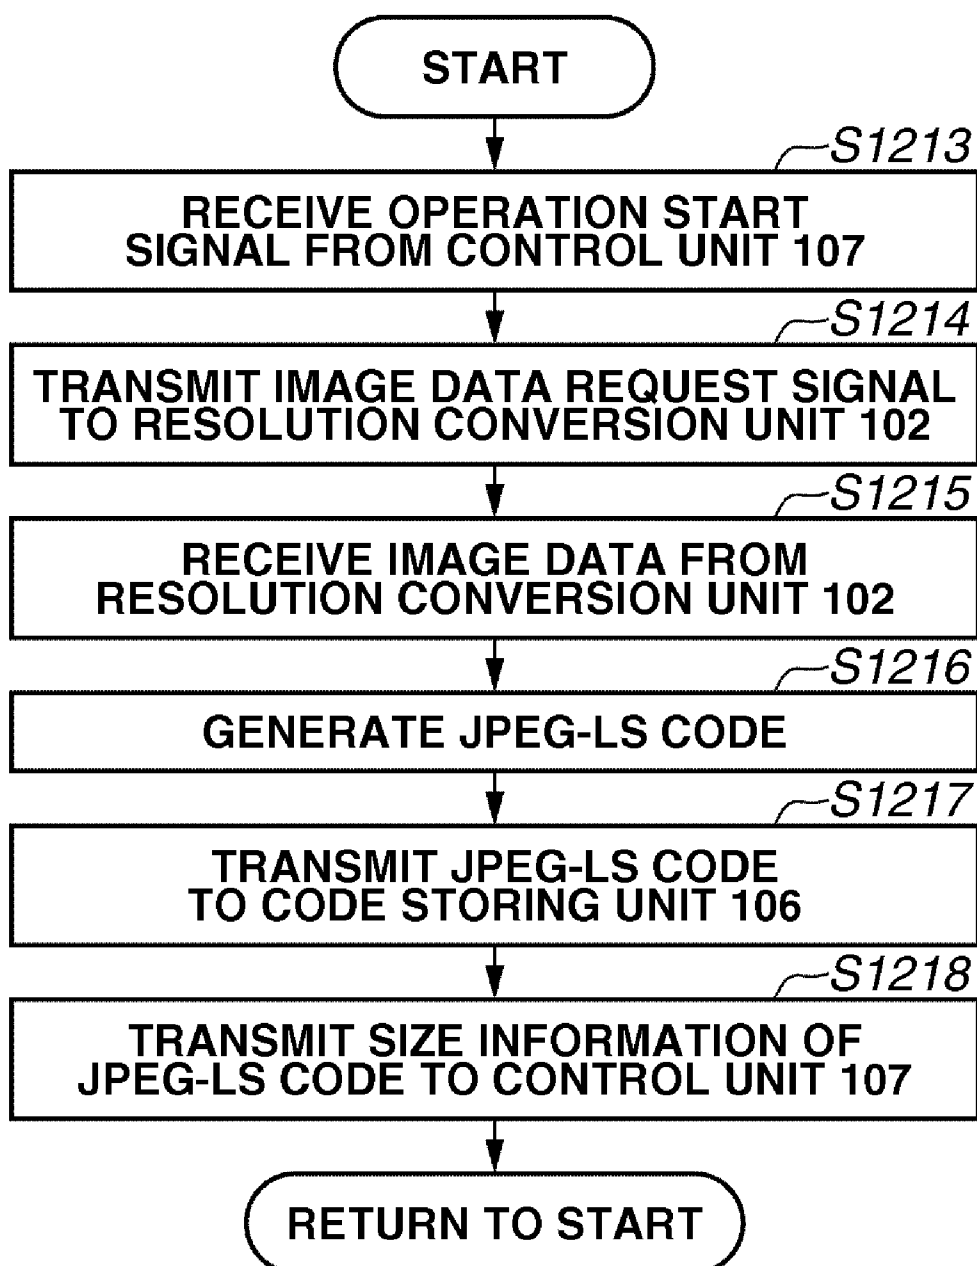 START
S1213
RECEIVE OPERATION START
SIGNAL FROM CONTROL UNIT 107
S1214
TRANSMIT IMAGE DATA REQUEST SIGNAL
TO RESOLUTION CONVERSION UNIT 102
S1215
RECEIVE IMAGE DATA FROM
RESOLUTION CONVERSION UNIT 102
S1216
GENERATE JPEG-LS CODE
S1217
TRANSMIT JPEG-LS CODE
TO CODE STORING UNIT 106
S1218
TRANSMIT SIZE INFORMATION OF
JPEG-LS CODE TO CONTROL UNIT 107
RETURN TO START